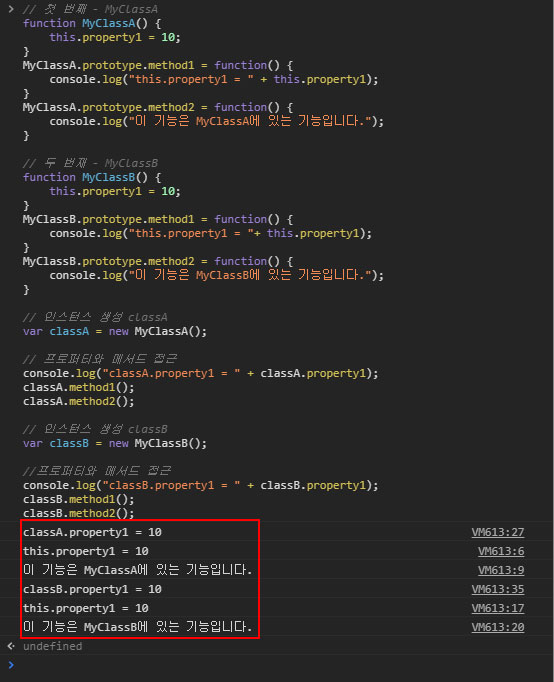 > // 첫 번째 - MyClassA
function MyClassA() {
    this.property1 = 10;
}
MyClassA.prototype.method1 = function() {
    console.log("this.property1 = " + this.property1);
}
MyClassA.prototype.method2 = function() {
    console.log("이 기능은 MyClassA에 있는 기능입니다.");
}

// 두 번재 - MyClassB
function MyClassB() {
    this.property1 = 10;
}
MyClassB.prototype.method1 = function() {
    console.log("this.property1 = "+ this.property1);
}
MyClassB.prototype.method2 = function() {
    console.log("이 기능은 MyClassB에 있는 기능입니다.");
}

// 인스턴스 생성 classA
var classA = new MyClassA();

// 프로퍼티와 메서드 접근
console.log("classA.property1 = " + classA.property1);
classA.method1();
classA.method2();

// 인스턴스 생성 classB
var classB = new MyClassB();

//프로퍼티와 메서드 접근
console.log("classB.property1 = " + classB.property1);
classB.method1();
classB.method2();
classA.property1 = 10 VM613:27
this.property1 = 10 VM613:6
이 기능은 MyClassA에 있는 기능입니다. VM613:9
classB.property1 = 10 VM613:35
this.property1 = 10 VM613:17
이 기능은 MyClassB에 있는 기능입니다. VM613:20
undefined
>